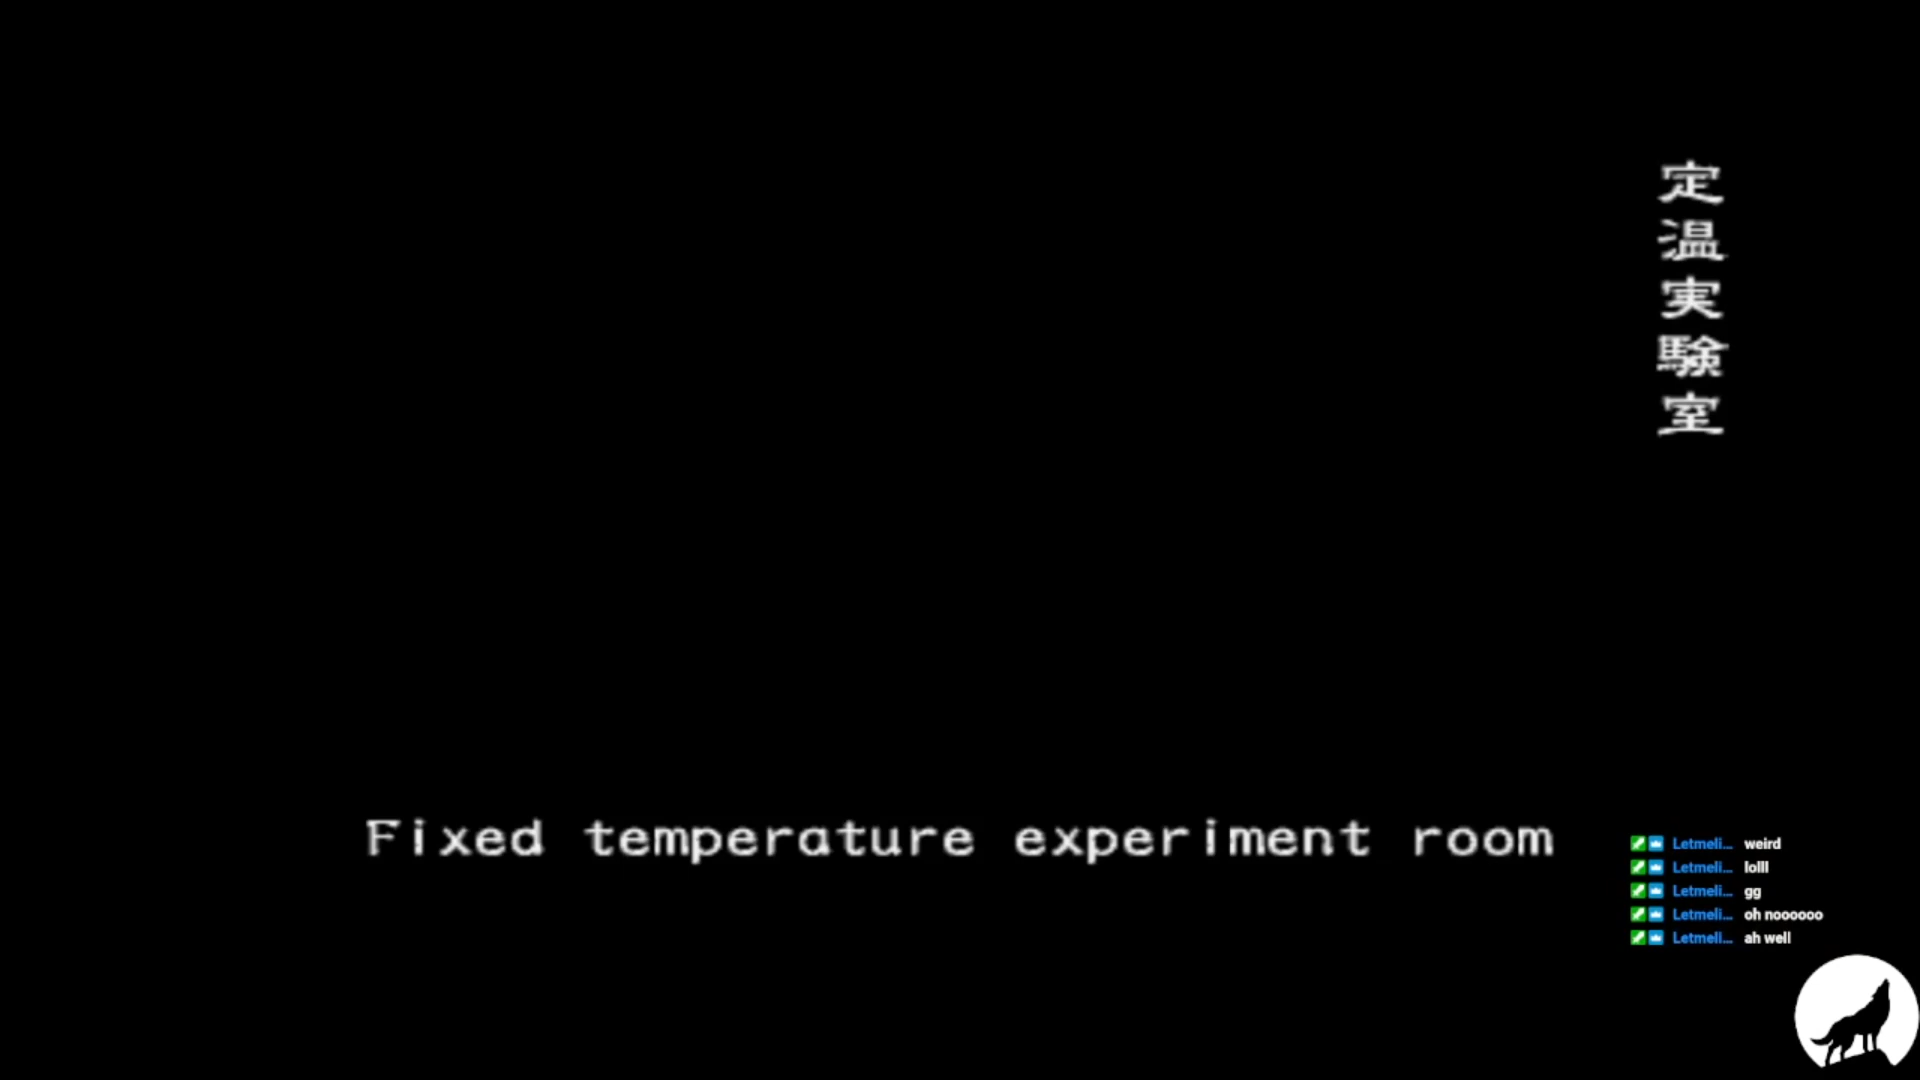 定温実験室
Fixed temperature experiment room
Letmeli... weird
Letmeli... lolll
Letmeli... gg
Letmeli... oh noooooo
Letmeli... ah well